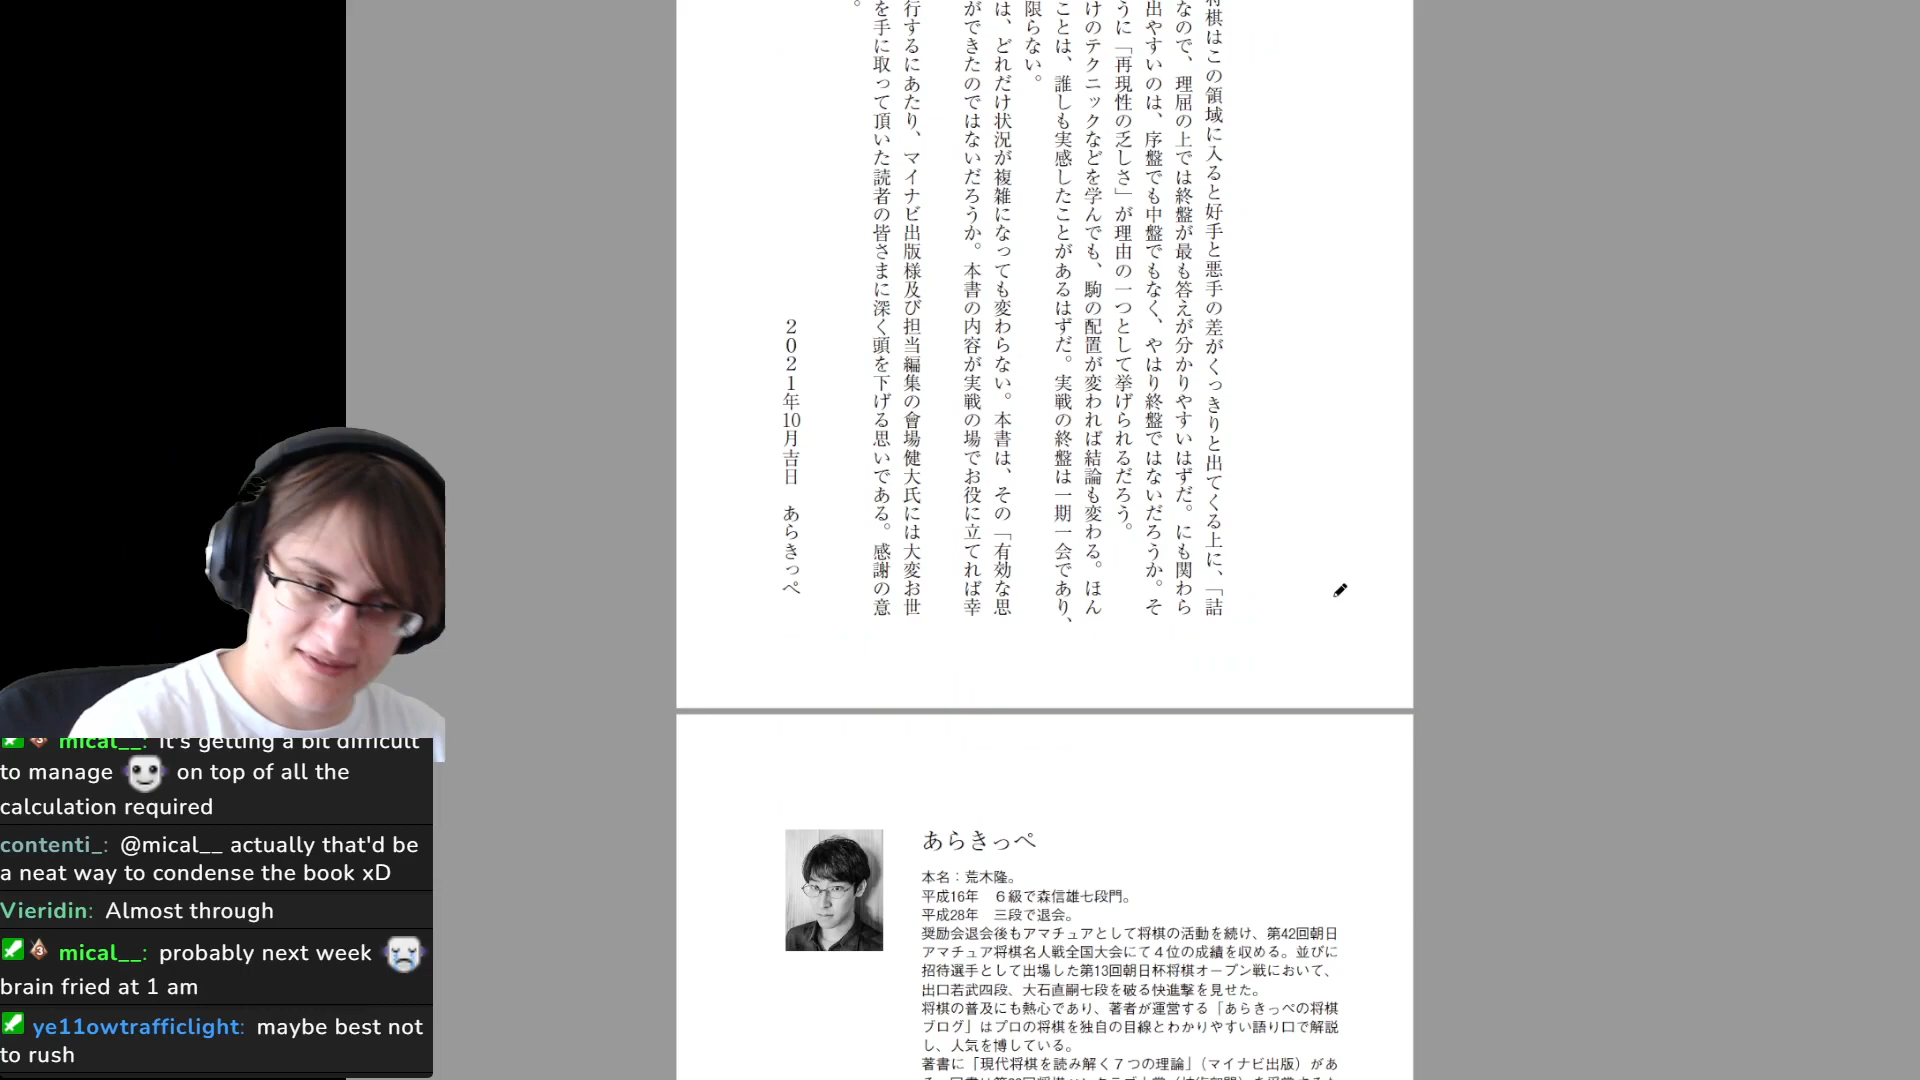 将棋はこの領域に入ると好手と悪手の差がくっきりと出てくる上に、「詰
なので、理屈の上では終盤が最も答えが分かりやすいはずだ。にも関わら
出やすいのは、序盤でも中盤でもなく、やはり終盤ではないだろうか。そ
うに「再現性の乏しさ」が理由の一つとして挙げられるだろう。
けのテクニックなどを学んでも、駒の配置が変われば結論も変わる。ほん
ことは、誰しも実感したことがあるはずだ。実戦の終盤は一期一会であり、
限らない。
は、どれだけ状況が複雑になっても変わらない。本書は、その「有効な思
ができたのではないだろうか。本書の内容が実戦の場でお役に立てれば幸
行するにあたり、マイナビ出版様及び担当編集の會場健大氏には大変お世
を手に取って頂いた読者の皆さまに深く頭を下げる思いである。感謝の意
。
2021年10月吉日　あらきっぺ
あらきっぺ
本名：荒木隆。
平成16年　６級で森信雄七段門。
平成28年　三段で退会。
奨励会退会後もアマチュアとして将棋の活動を続け、第42回朝日
アマチュア将棋名人戦全国大会にて４位の成績を収める。並びに
招待選手として出場した第13回朝日杯将棋オープン戦において、
出口若武四段、大石直嗣七段を破る快進撃を見せた。
将棋の普及にも熱心であり、著者が運営する「あらきっぺの将棋
ブログ」はプロの将棋を独自の目線とわかりやすい語り口で解説
し、人気を博している。
著書に「現代将棋を読み解く７つの理論」（マイナビ出版）があ
mical__: it's getting a bit difficult
to manage on top of all the
calculation required
contenti_: @mical__ actually that'd be
a neat way to condense the book xD
Vieridin: Almost through
mical__: probably next week
brain fried at 1 am
ye11owtrafficlight: maybe best not
to rush